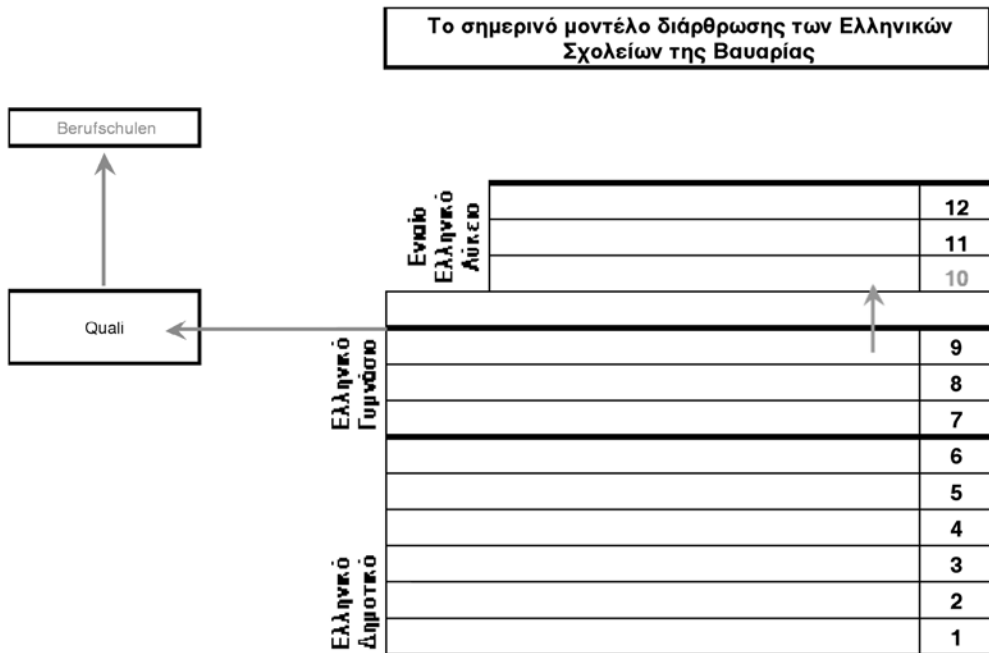 Το σημερινό μοντέλο διάρθρωσης των Ελληνικών
Σχολείων της Βαυαρίας
Berufschulen
Quali
Ενιαίο
Ελληνικό
Λύκειο
12
11
10
Ελληνικό
Γυμνάσιο
9
8
7
Ελληνικό
Δημοτικό
6
5
4
3
2
1